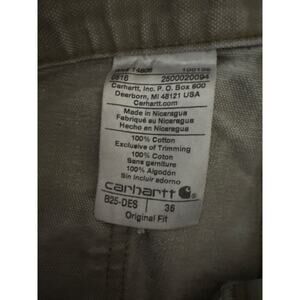 14806
0816 2500020094
Carhartt, Inc. P.O. Box 600
Dearborn, MI 48121 USA
Carhartt.com
Made in Nicaragua
Fabriqué au Nicaragua
Hecho en Nicaragua
100% Cotton
Exclusive of Trimming
100% Coton
Sans garniture
100% Algodón
Sin incluir adorno
carhartt
B25-DES 36
Original Fit